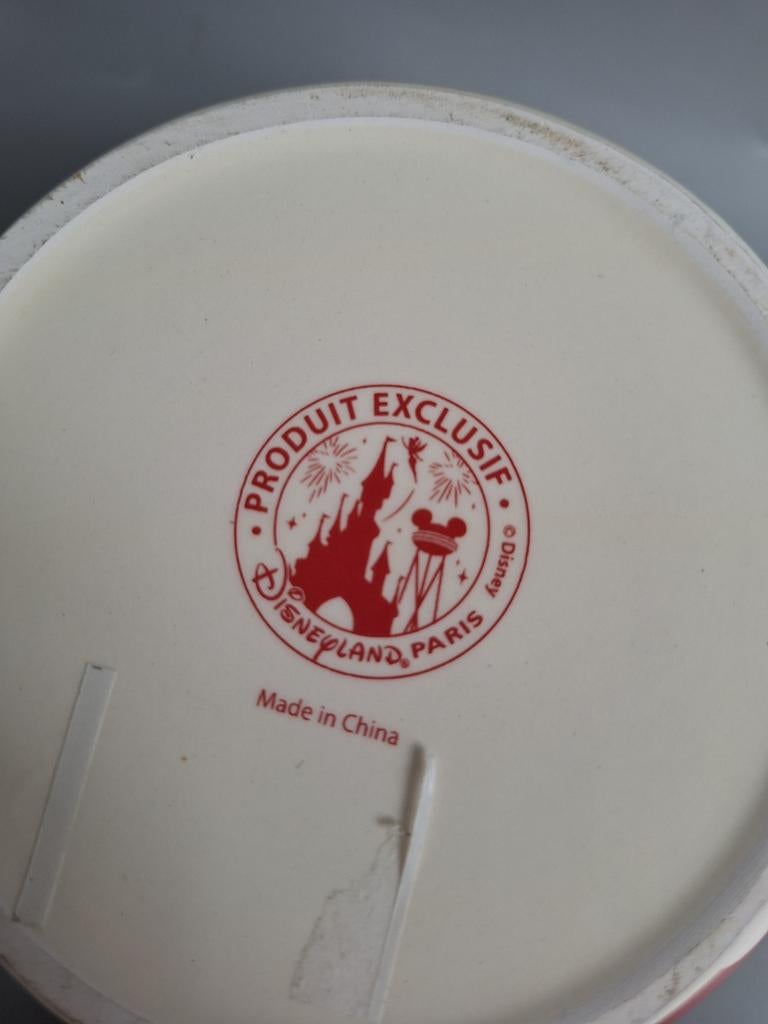 • PRODUIT EXCLUSIF •
© Disney
DISNEYLAND® PARIS
Made in China